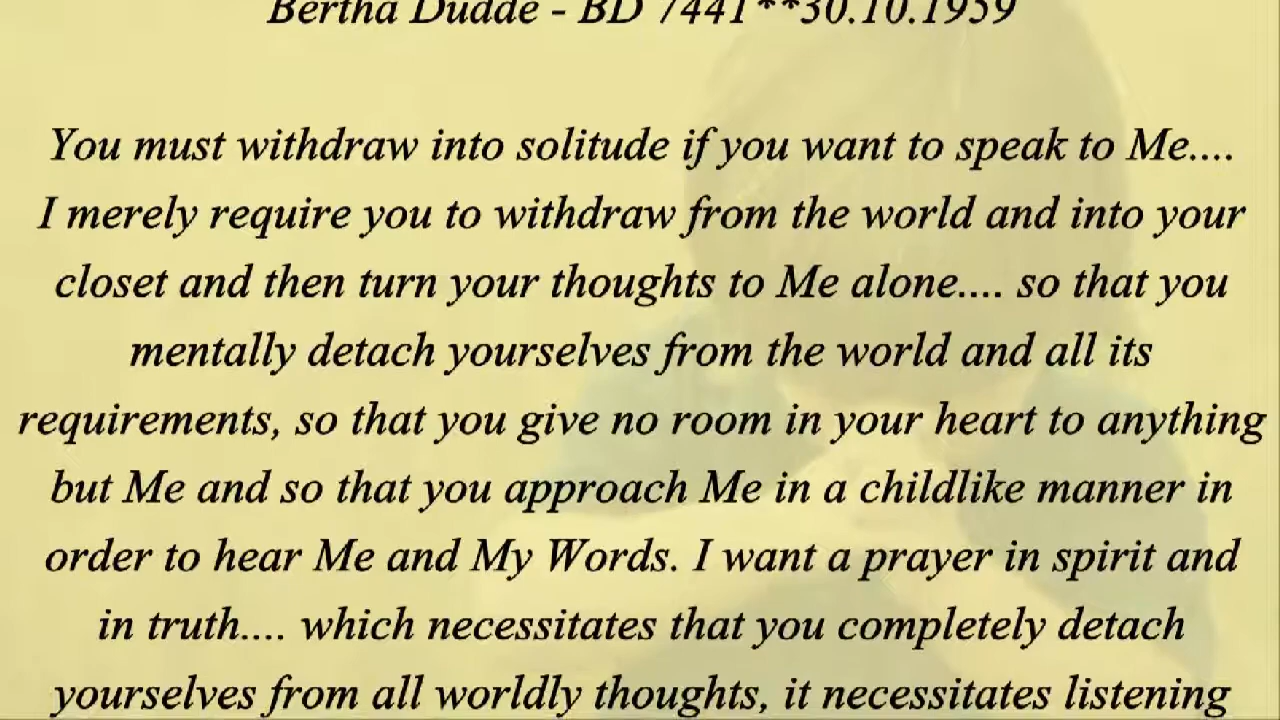 Bertha Dudde - BD 7441**30.10.1959
You must withdraw into solitude if you want to speak to Me....
I merely require you to withdraw from the world and into your
closet and then turn your thoughts to Me alone.... so that you
mentally detach yourselves from the world and all its
requirements, so that you give no room in your heart to anything
but Me and so that you approach Me in a childlike manner in
order to hear Me and My Words. I want a prayer in spirit and
in truth.... which necessitates that you completely detach
yourselves from all worldly thoughts, it necessitates listening